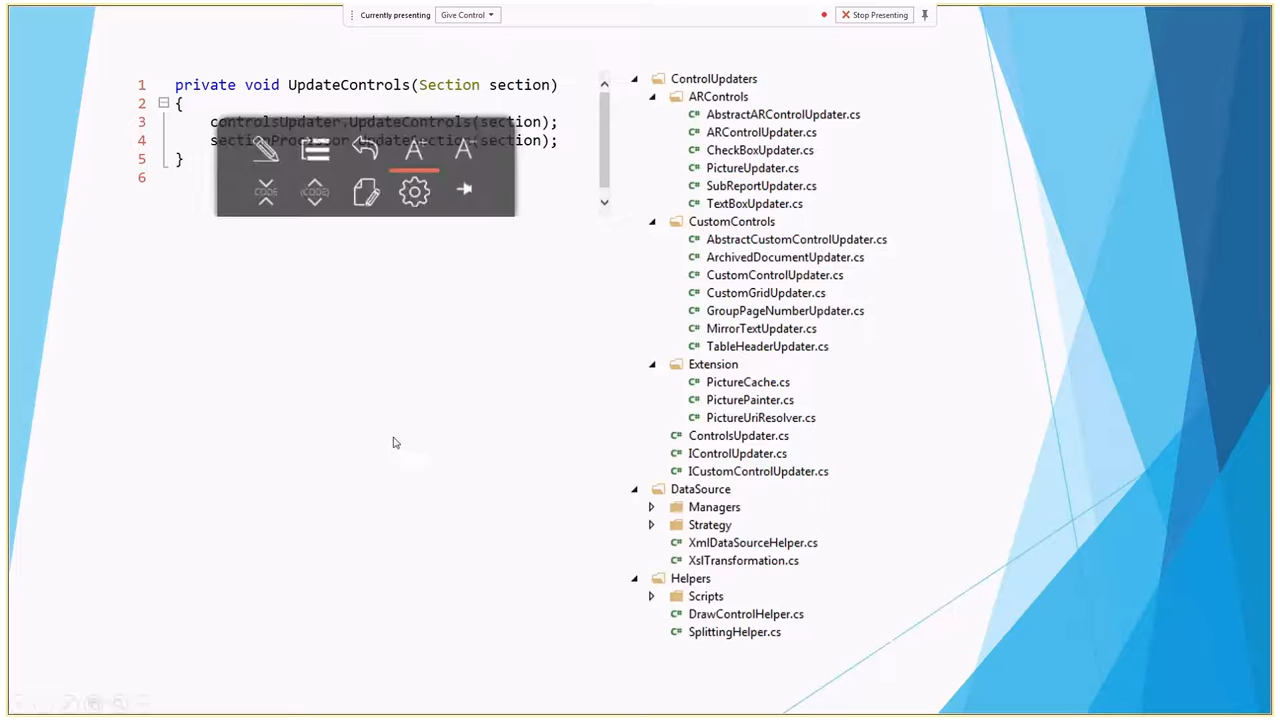 Currently presenting Give Control Stop Presenting
1 private void UpdateControls(Section section)
2 {
3 controlsUpdater.UpdateControls(section);
4 sectionProcissor.UpdateSection(section);
5 }
6
A A
CODE (CODE)
ControlUpdaters
ARControls
C# AbstractARControlUpdater.cs
C# ARControlUpdater.cs
C# CheckBoxUpdater.cs
C# PictureUpdater.cs
C# SubReportUpdater.cs
C# TextBoxUpdater.cs
CustomControls
C# AbstractCustomControlUpdater.cs
C# ArchivedDocumentUpdater.cs
C# CustomControlUpdater.cs
C# CustomGridUpdater.cs
C# GroupPageNumberUpdater.cs
C# MirrorTextUpdater.cs
C# TableHeaderUpdater.cs
Extension
C# PictureCache.cs
C# PicturePainter.cs
C# PictureUriResolver.cs
C# ControlsUpdater.cs
C# IControlUpdater.cs
C# ICustomControlUpdater.cs
DataSource
Managers
Strategy
C# XmlDataSourceHelper.cs
C# XslTransformation.cs
Helpers
Scripts
C# DrawControlHelper.cs
C# SplittingHelper.cs